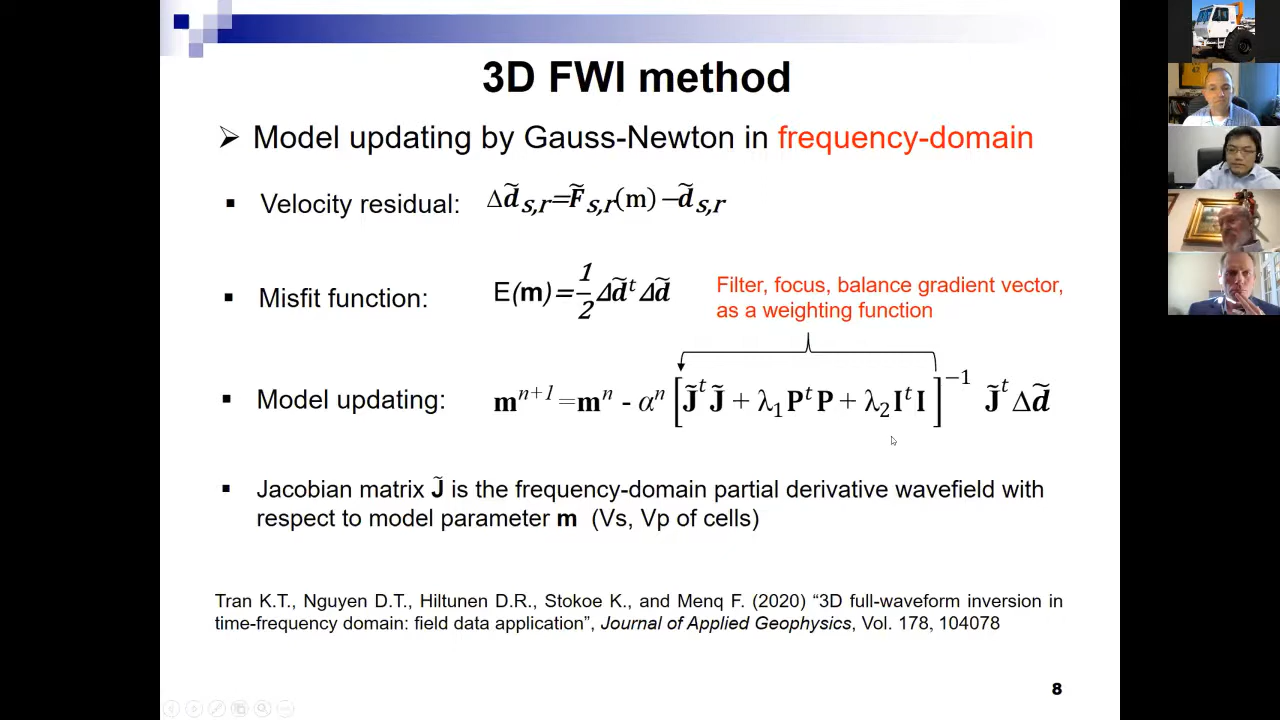 3D FWI method
➢ Model updating by Gauss-Newton in frequency-domain
▪ Velocity residual: Δd̃s,r=F̃s,r(m)−d̃s,r
Filter, focus, balance gradient vector,
as a weighting function
▪ Misfit function: E(m)=1/2Δd̃ᵗΔd̃
▪ Model updating: mⁿ⁺¹=mⁿ - αⁿ[J̃ᵗJ̃ + λ₁PᵗP + λ₂IᵗI]⁻¹ J̃ᵗΔd̃
▪ Jacobian matrix J̃ is the frequency-domain partial derivative wavefield with
respect to model parameter m (Vs, Vp of cells)
Tran K.T., Nguyen D.T., Hiltunen D.R., Stokoe K., and Menq F. (2020) “3D full-waveform inversion in
time-frequency domain: field data application”, Journal of Applied Geophysics, Vol. 178, 104078
8